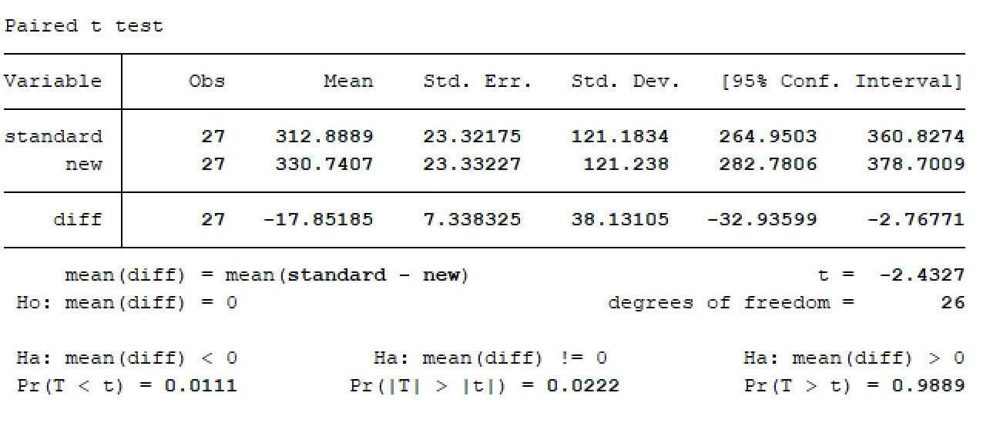 Paired t test
Variable Obs Mean Std. Err. Std. Dev. [95% Conf. Interval]
standard 27 312.8889 23.32175 121.1834 264.9503 360.8274
new 27 330.7407 23.33227 121.238 282.7806 378.7009
diff 27 -17.85185 7.338325 38.13105 -32.93599 -2.76771
mean(diff) = mean(standard - new) t = -2.4327
Ho: mean(diff) = 0 degrees of freedom = 26
Ha: mean(diff) < 0 Ha: mean(diff) != 0 Ha: mean(diff) > 0
Pr(T < t) = 0.0111 Pr(|T| > |t|) = 0.0222 Pr(T > t) = 0.9889